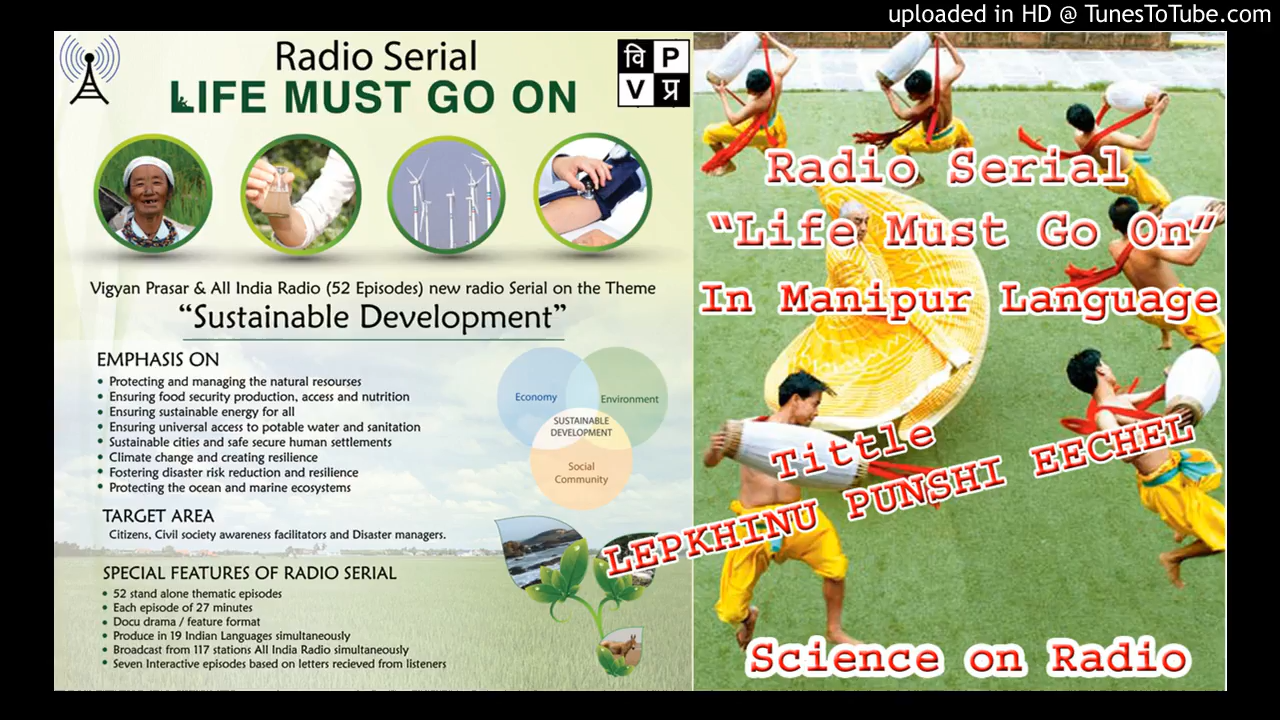 uploaded in HD @ TunesToTube.com
Radio Serial
LIFE MUST GO ON
वि P
V प्र
Vigyan Prasar & All India Radio (52 Episodes) new radio Serial on the Theme
“Sustainable Development”
EMPHASIS ON
• Protecting and managing the natural resourses
• Ensuring food security production, access and nutrition
• Ensuring sustainable energy for all
• Ensuring universal access to potable water and sanitation
• Sustainable cities and safe secure human settlements
• Climate change and creating resilience
• Fostering disaster risk reduction and resilience
• Protecting the ocean and marine ecosystems
Economy
Environment
SUSTAINABLE
DEVELOPMENT
Social
Community
TARGET AREA
Citizens, Civil society awareness facilitators and Disaster managers.
SPECIAL FEATURES OF RADIO SERIAL
• 52 stand alone thematic episodes
• Each episode of 27 minutes
• Docu drama / feature format
• Produce in 19 Indian Languages simultaneously
• Broadcast from 117 stations All India Radio simultaneously
• Seven Interactive episodes based on letters recieved from listeners
Radio Serial
“Life Must Go On”
In Manipur Language
Tittle
LEPKHINU PUNSHI EECHEL
Science on Radio